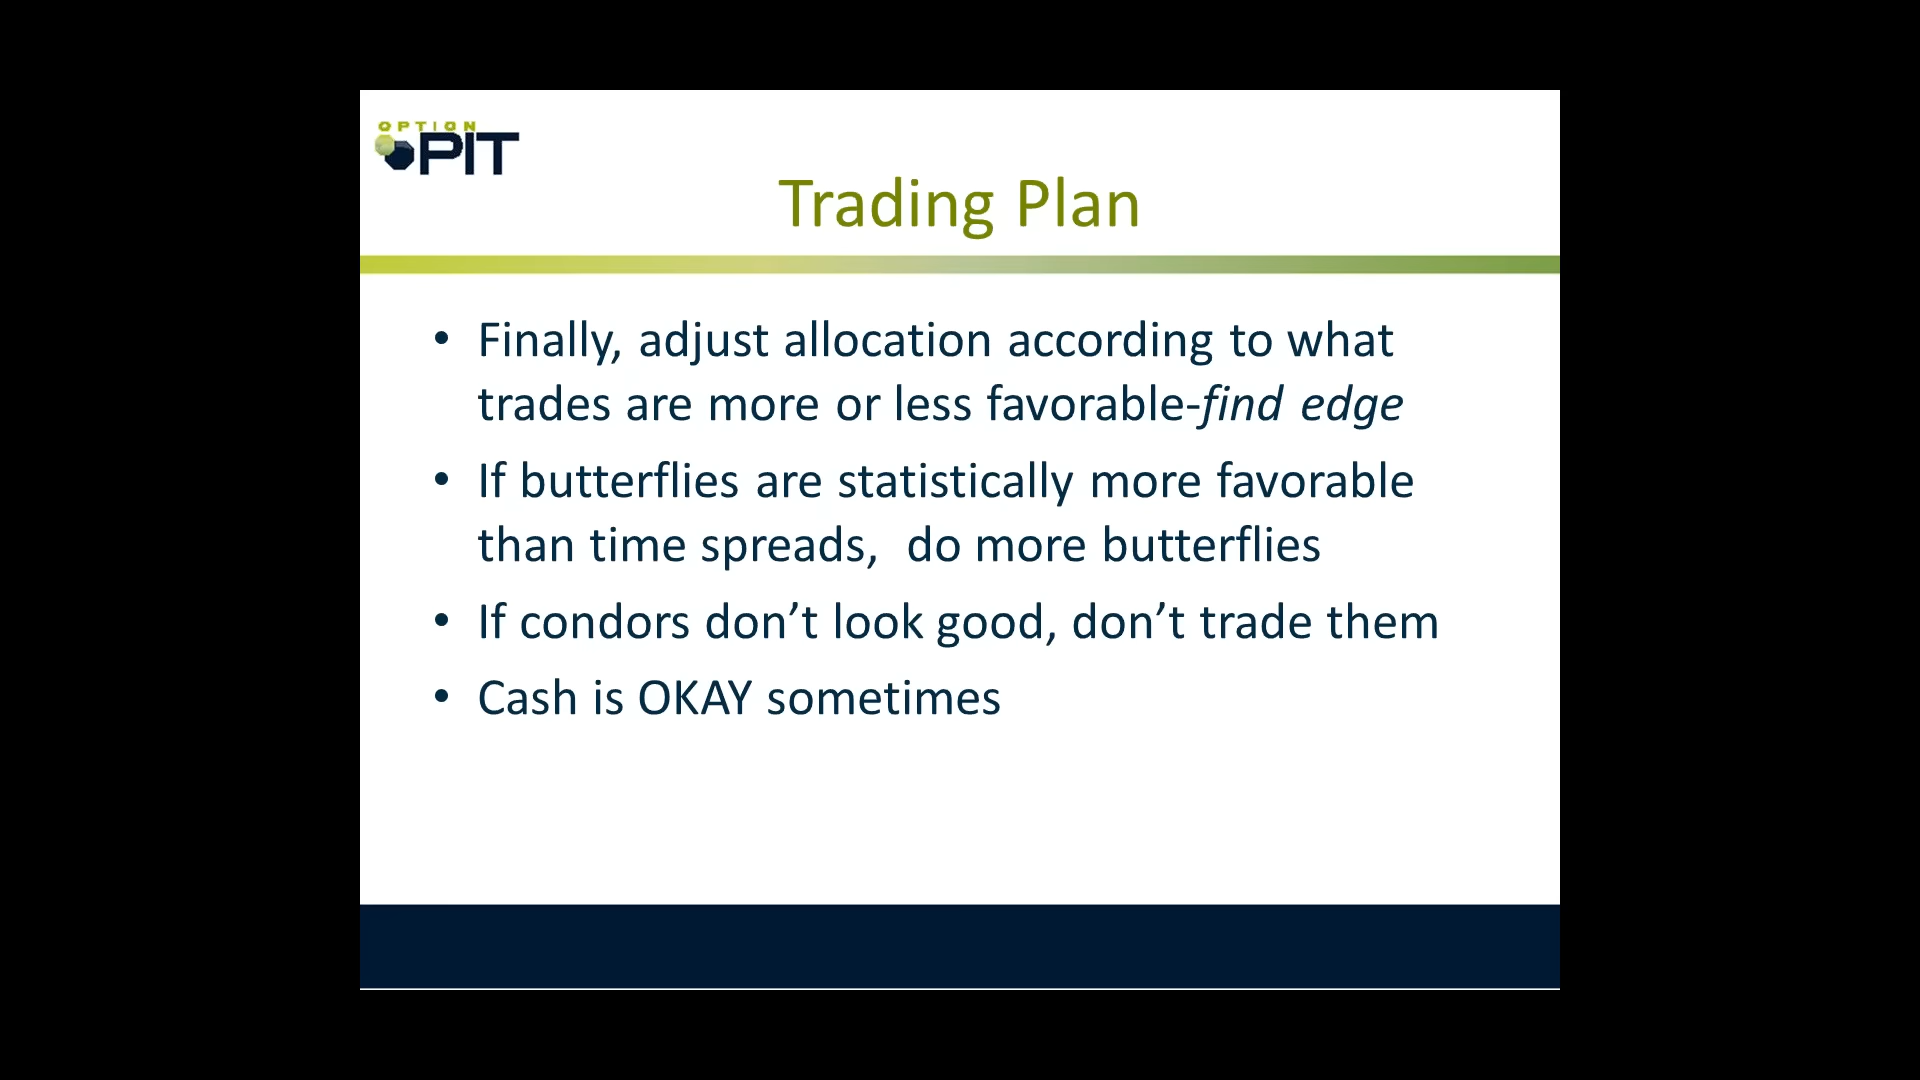 OPTION
PIT
Trading Plan
• Finally, adjust allocation according to what
trades are more or less favorable-find edge
• If butterflies are statistically more favorable
than time spreads,  do more butterflies
• If condors don’t look good, don’t trade them
• Cash is OKAY sometimes